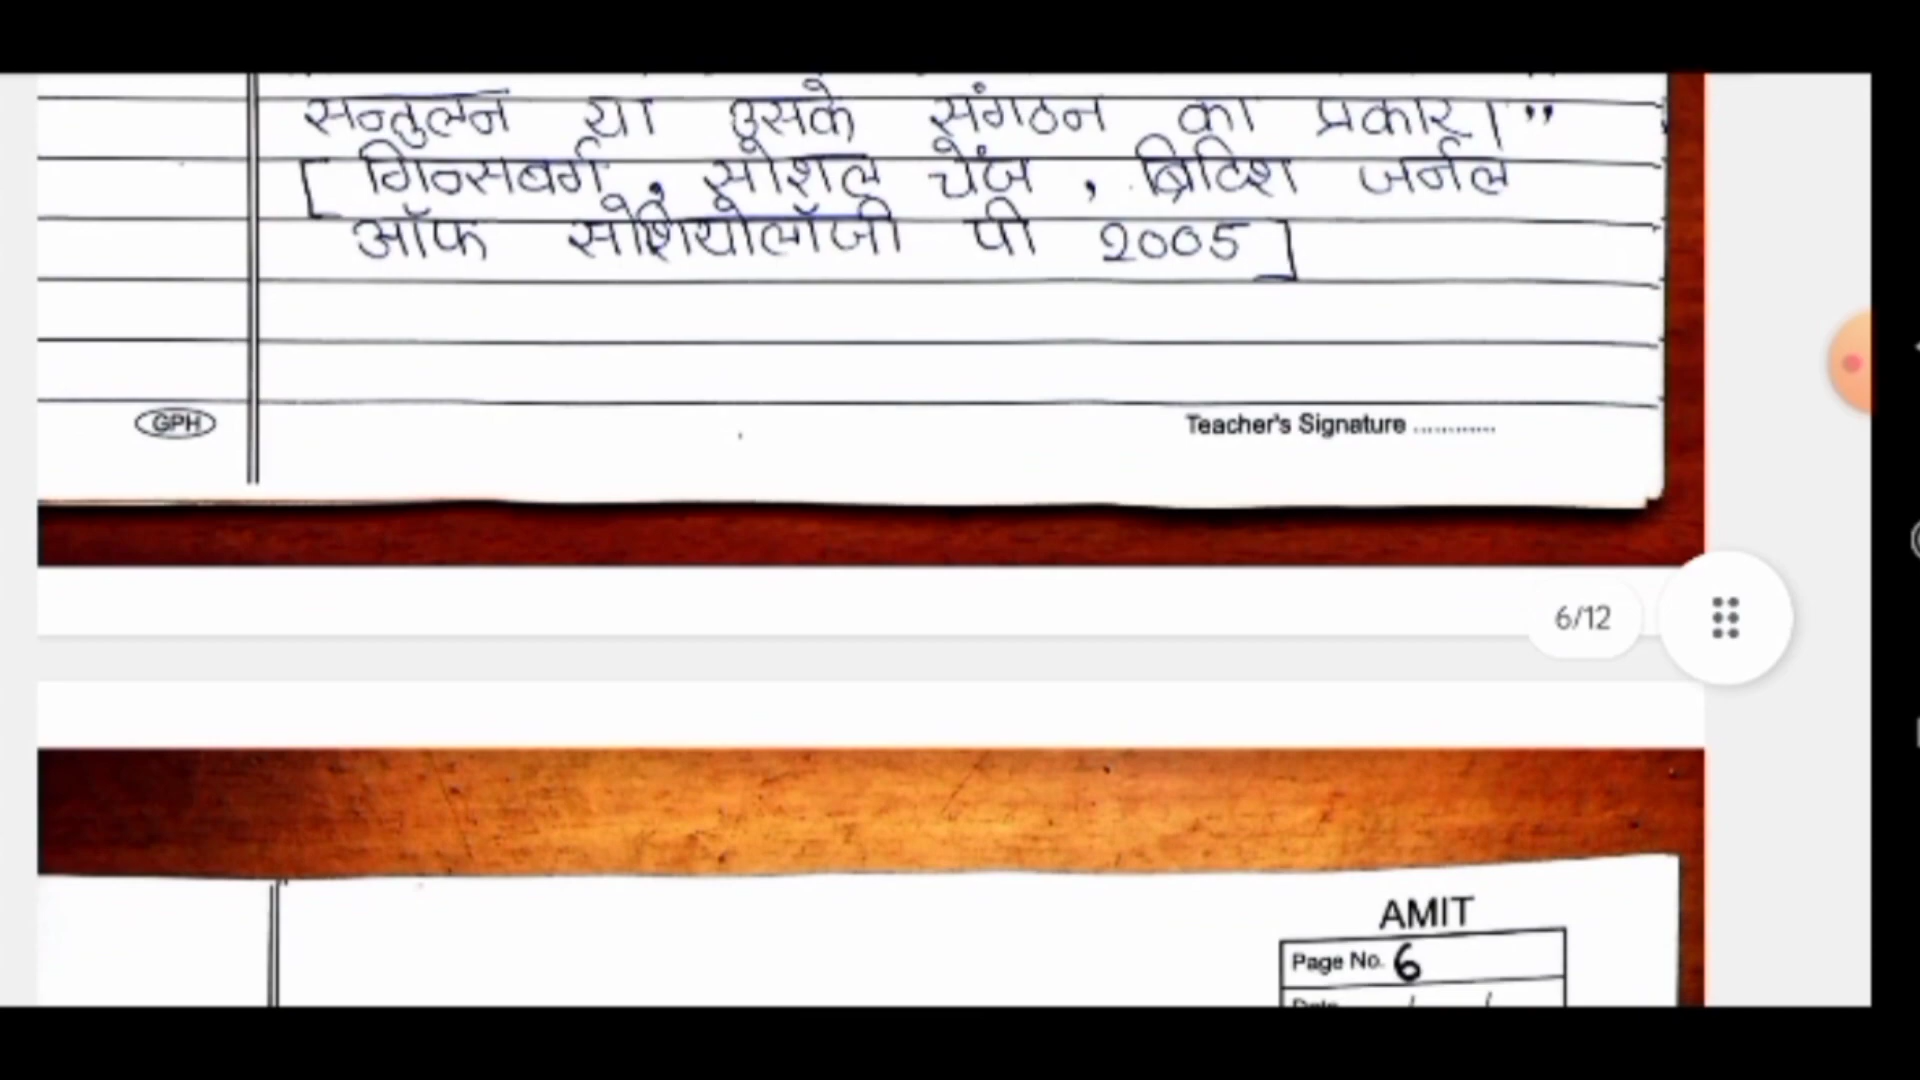 सन्तुलन या उसके संगठन का प्रकार।"
[गिन्सबर्ग, सोशल चेंज, ब्रिटिश जर्नल
ऑफ सोशियोलॉजी पी 2005]
GPH
Teacher's Signature ............
6/12
AMIT
Page No. 6